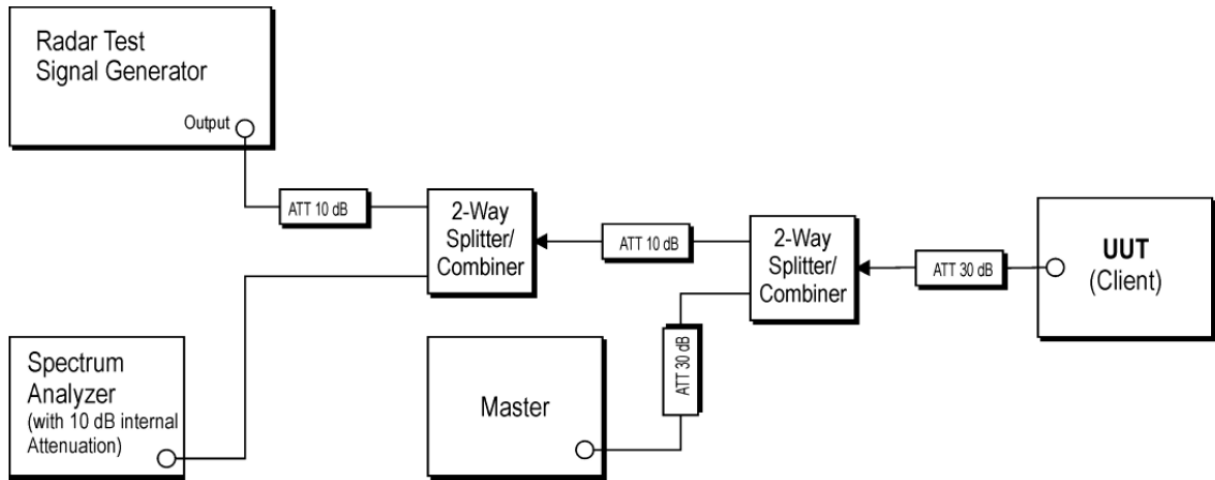 Radar Test
Signal Generator
Output
ATT 10 dB
2-Way
Splitter/
Combiner
ATT 10 dB
2-Way
Splitter/
Combiner
ATT 30 dB
UUT
(Client)
Spectrum
Analyzer
(with 10 dB internal
Attenuation)
Master
ATT 30 dB